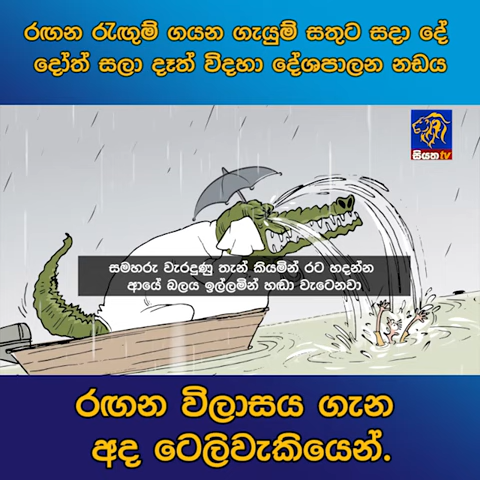 රඟන රැඟුම් ගයන ගැයුම් සතුට සදා දේ
දෝත් සලා දෑත් විදහා දේශපාලන නඩය
සියත tv
සමහරු වැරදුණු තැන් කියමින් රට හදන්න
ආයේ බලය ඉල්ලමින් හඬා වැටෙනවා
රඟන විලාසය ගැන
අද ටෙලිවැකියෙන්.